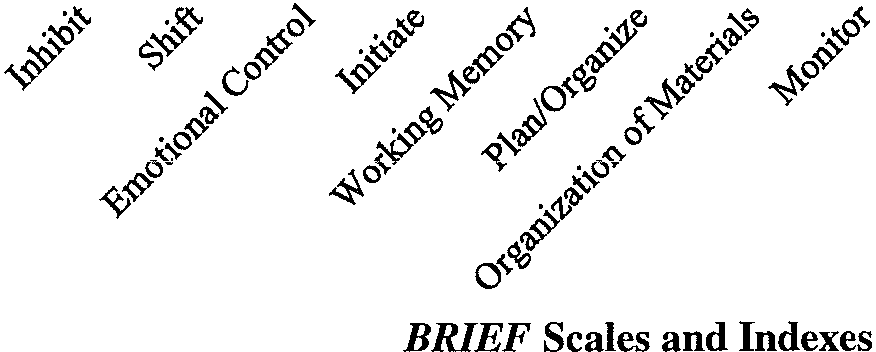 Inhibit
Shift
Emotional Control
Initiate
Working Memory
Plan/Organize
Organization of Materials
Monitor
BRIEF Scales and Indexes